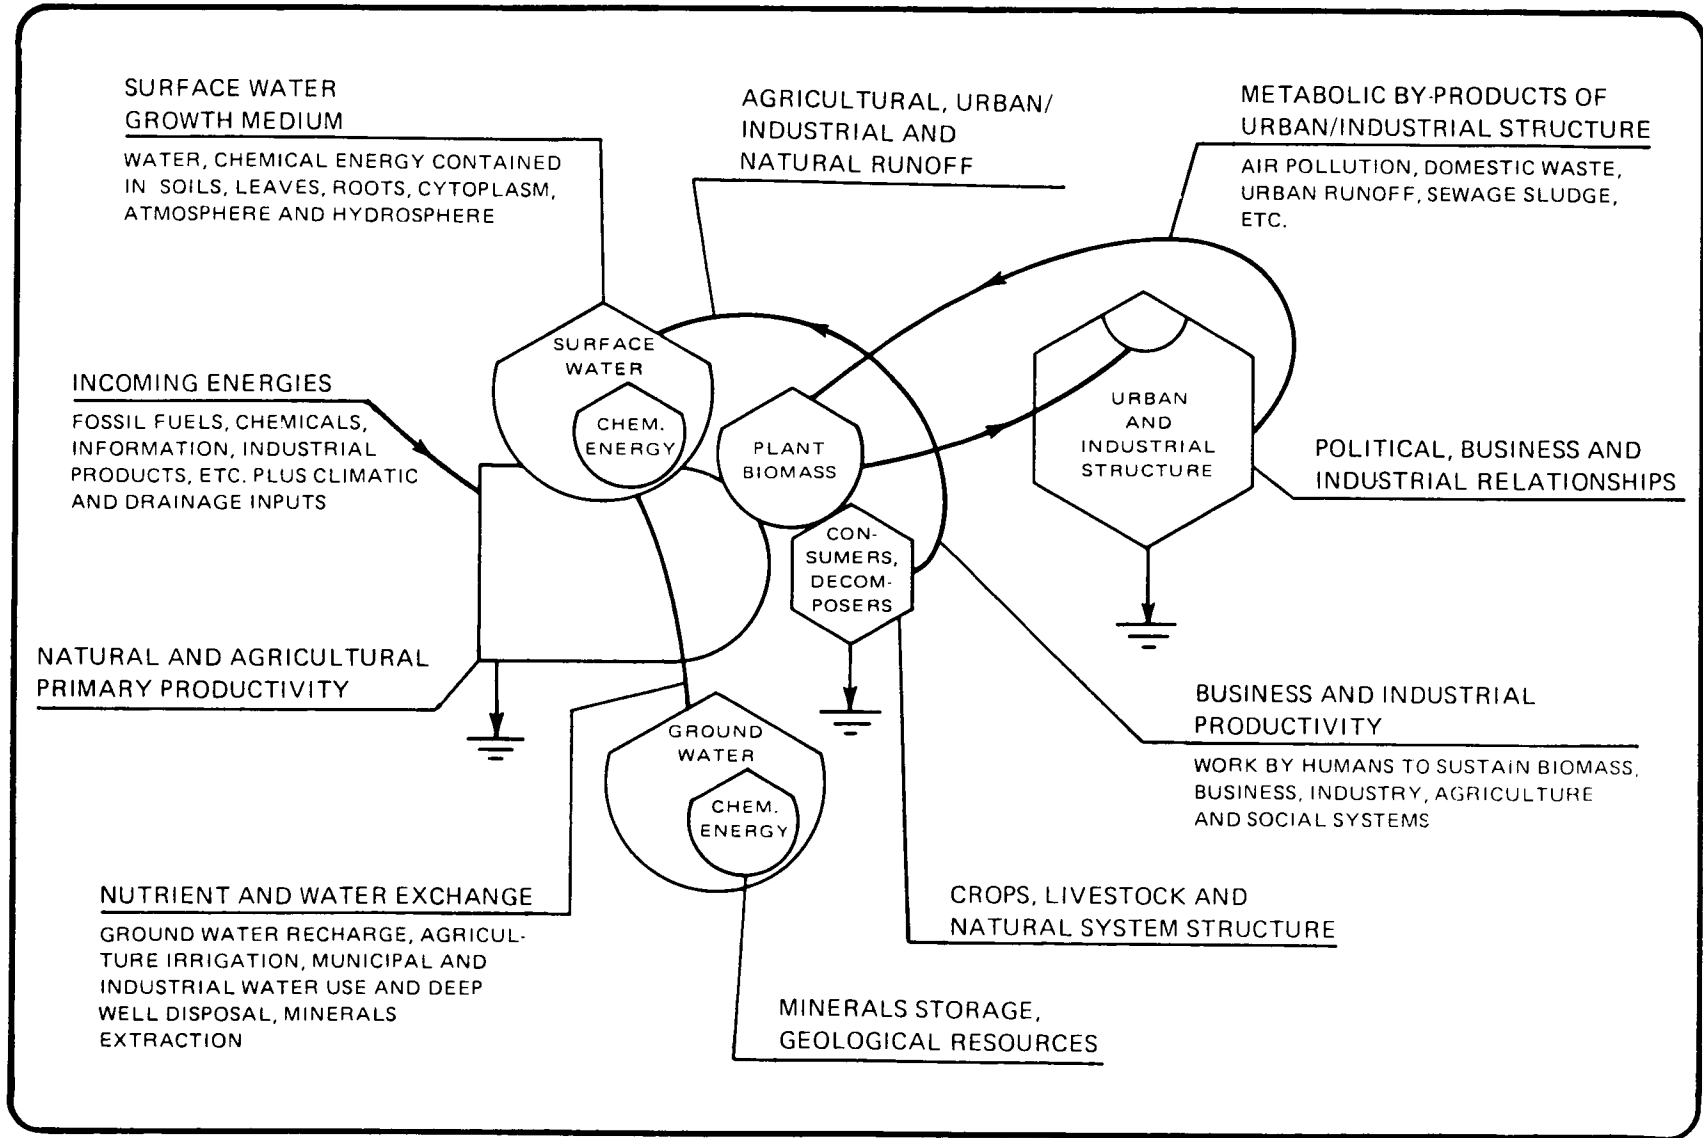 SURFACE WATER
GROWTH MEDIUM
WATER, CHEMICAL ENERGY CONTAINED
IN SOILS, LEAVES, ROOTS, CYTOPLASM,
ATMOSPHERE AND HYDROSPHERE
AGRICULTURAL, URBAN/
INDUSTRIAL AND
NATURAL RUNOFF
METABOLIC BY-PRODUCTS OF
URBAN/INDUSTRIAL STRUCTURE
AIR POLLUTION, DOMESTIC WASTE,
URBAN RUNOFF, SEWAGE SLUDGE,
ETC.
INCOMING ENERGIES
FOSSIL FUELS, CHEMICALS,
INFORMATION, INDUSTRIAL
PRODUCTS, ETC. PLUS CLIMATIC
AND DRAINAGE INPUTS
SURFACE
WATER
CHEM.
ENERGY
PLANT
BIOMASS
CON-
SUMERS,
DECOM-
POSERS
URBAN
AND
INDUSTRIAL
STRUCTURE
POLITICAL, BUSINESS AND
INDUSTRIAL RELATIONSHIPS
NATURAL AND AGRICULTURAL
PRIMARY PRODUCTIVITY
GROUND
WATER
CHEM.
ENERGY
BUSINESS AND INDUSTRIAL
PRODUCTIVITY
WORK BY HUMANS TO SUSTAIN BIOMASS,
BUSINESS, INDUSTRY, AGRICULTURE
AND SOCIAL SYSTEMS
NUTRIENT AND WATER EXCHANGE
GROUND WATER RECHARGE, AGRICUL-
TURE IRRIGATION, MUNICIPAL AND
INDUSTRIAL WATER USE AND DEEP
WELL DISPOSAL, MINERALS
EXTRACTION
CROPS, LIVESTOCK AND
NATURAL SYSTEM STRUCTURE
MINERALS STORAGE,
GEOLOGICAL RESOURCES